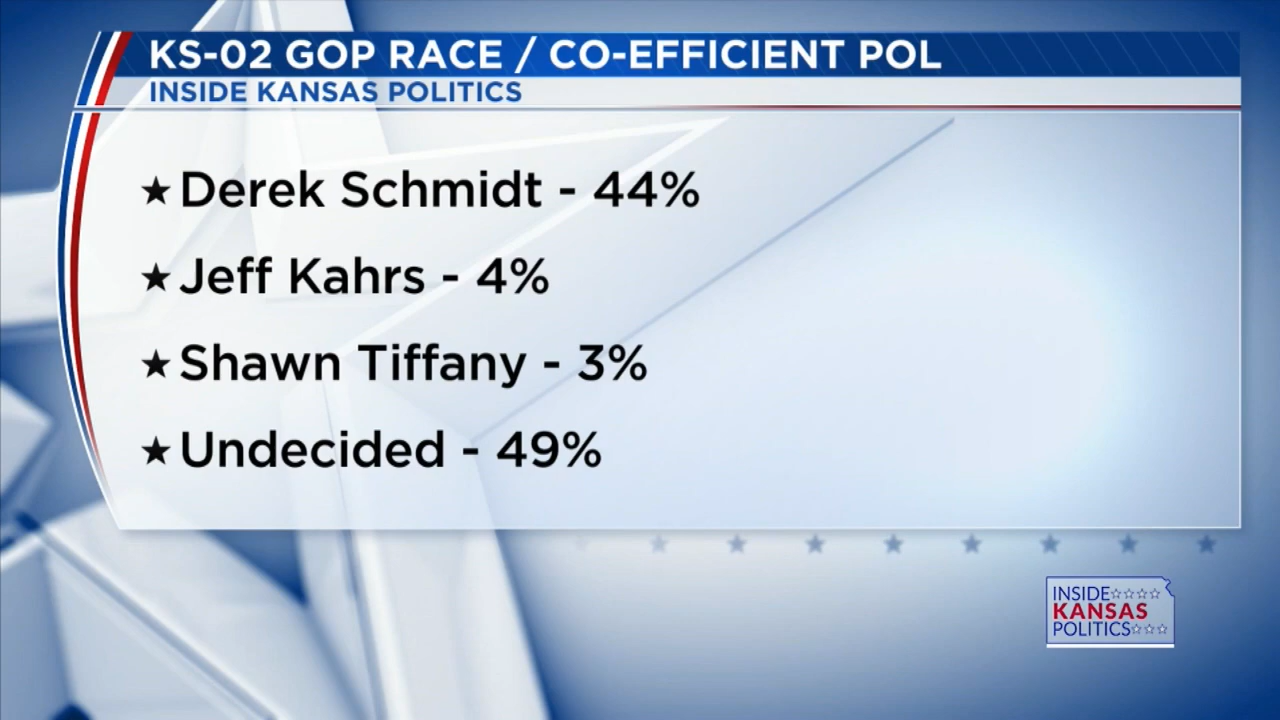 KS-02 GOP RACE / CO-EFFICIENT POL
INSIDE KANSAS POLITICS
★ Derek Schmidt - 44%
★ Jeff Kahrs - 4%
★ Shawn Tiffany - 3%
★ Undecided - 49%
INSIDE
KANSAS
POLITICS